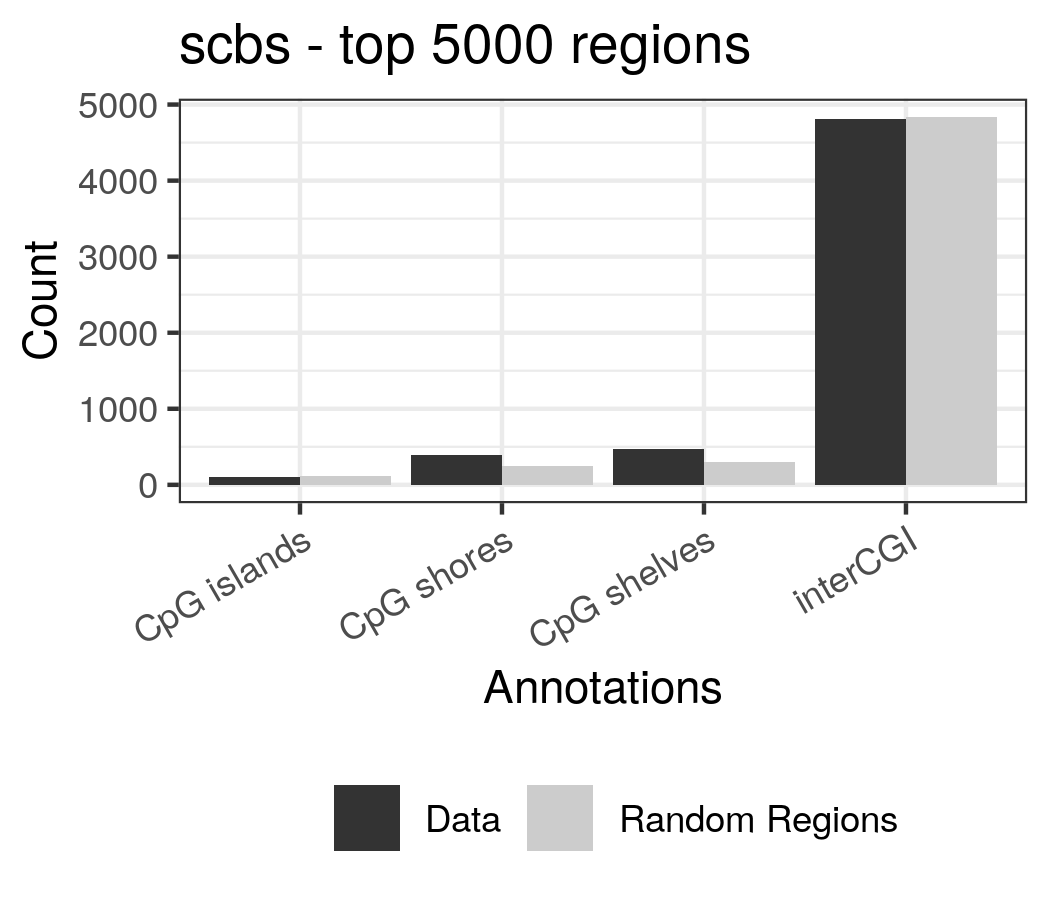 scbs - top 5000 regions
5000
4000
3000
2000
1000
0
Count
CpG islands
CpG shores
CpG shelves
interCGI
Annotations
Data
Random Regions